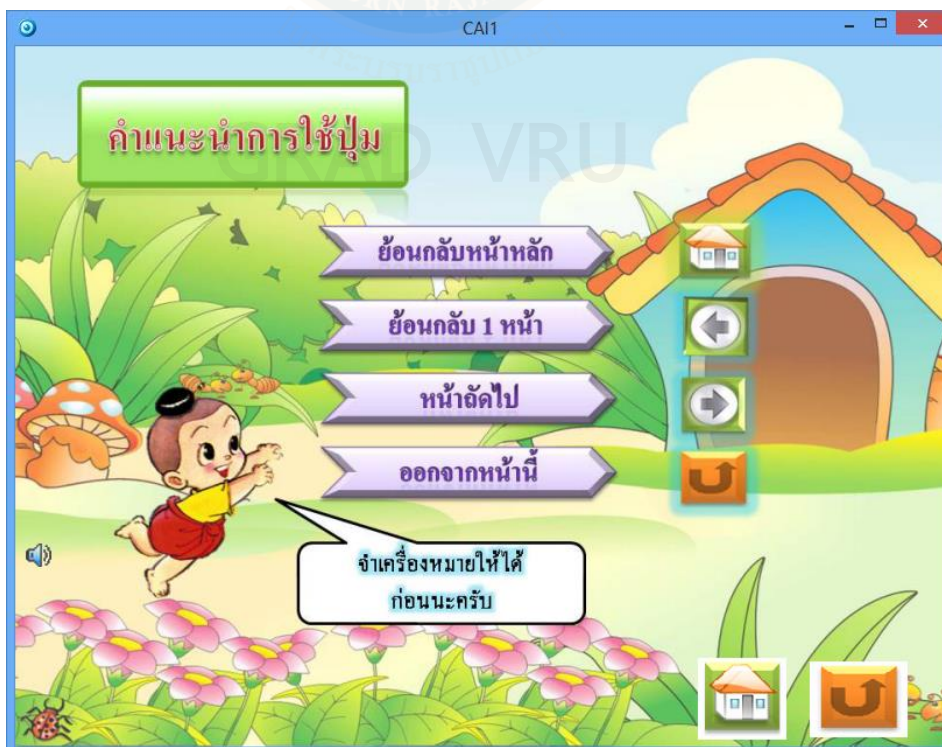 CAI1
คำแนะนำการใช้ปุ่ม
GRAD VRU
ย้อนกลับหน้าหลัก
ย้อนกลับ 1 หน้า
หน้าถัดไป
ออกจากหน้านี้
จำเครื่องหมายให้ได้
ก่อนนะครับ